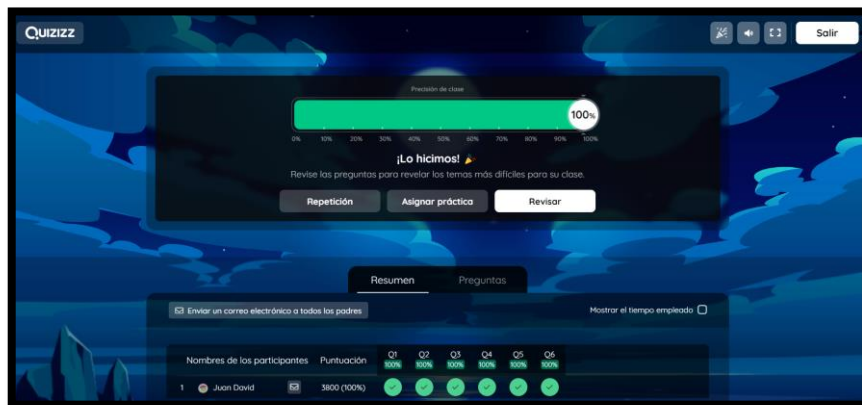 QUIZIZZ
Salir
Precisión de clase
100%
0% 10% 20% 30% 40% 50% 60% 70% 80% 90% 100%
¡Lo hicimos!
Revise las preguntas para revelar los temas más difíciles para su clase.
Repetición Asignar práctica Revisar
Resumen Preguntas
Enviar un correo electrónico a todos los padres
Mostrar el tiempo empleado
Nombres de los participantes Puntuación Q1 Q2 Q3 Q4 Q5 Q6
100% 100% 100% 100% 100% 100%
1 Juan David 3800 (100%)